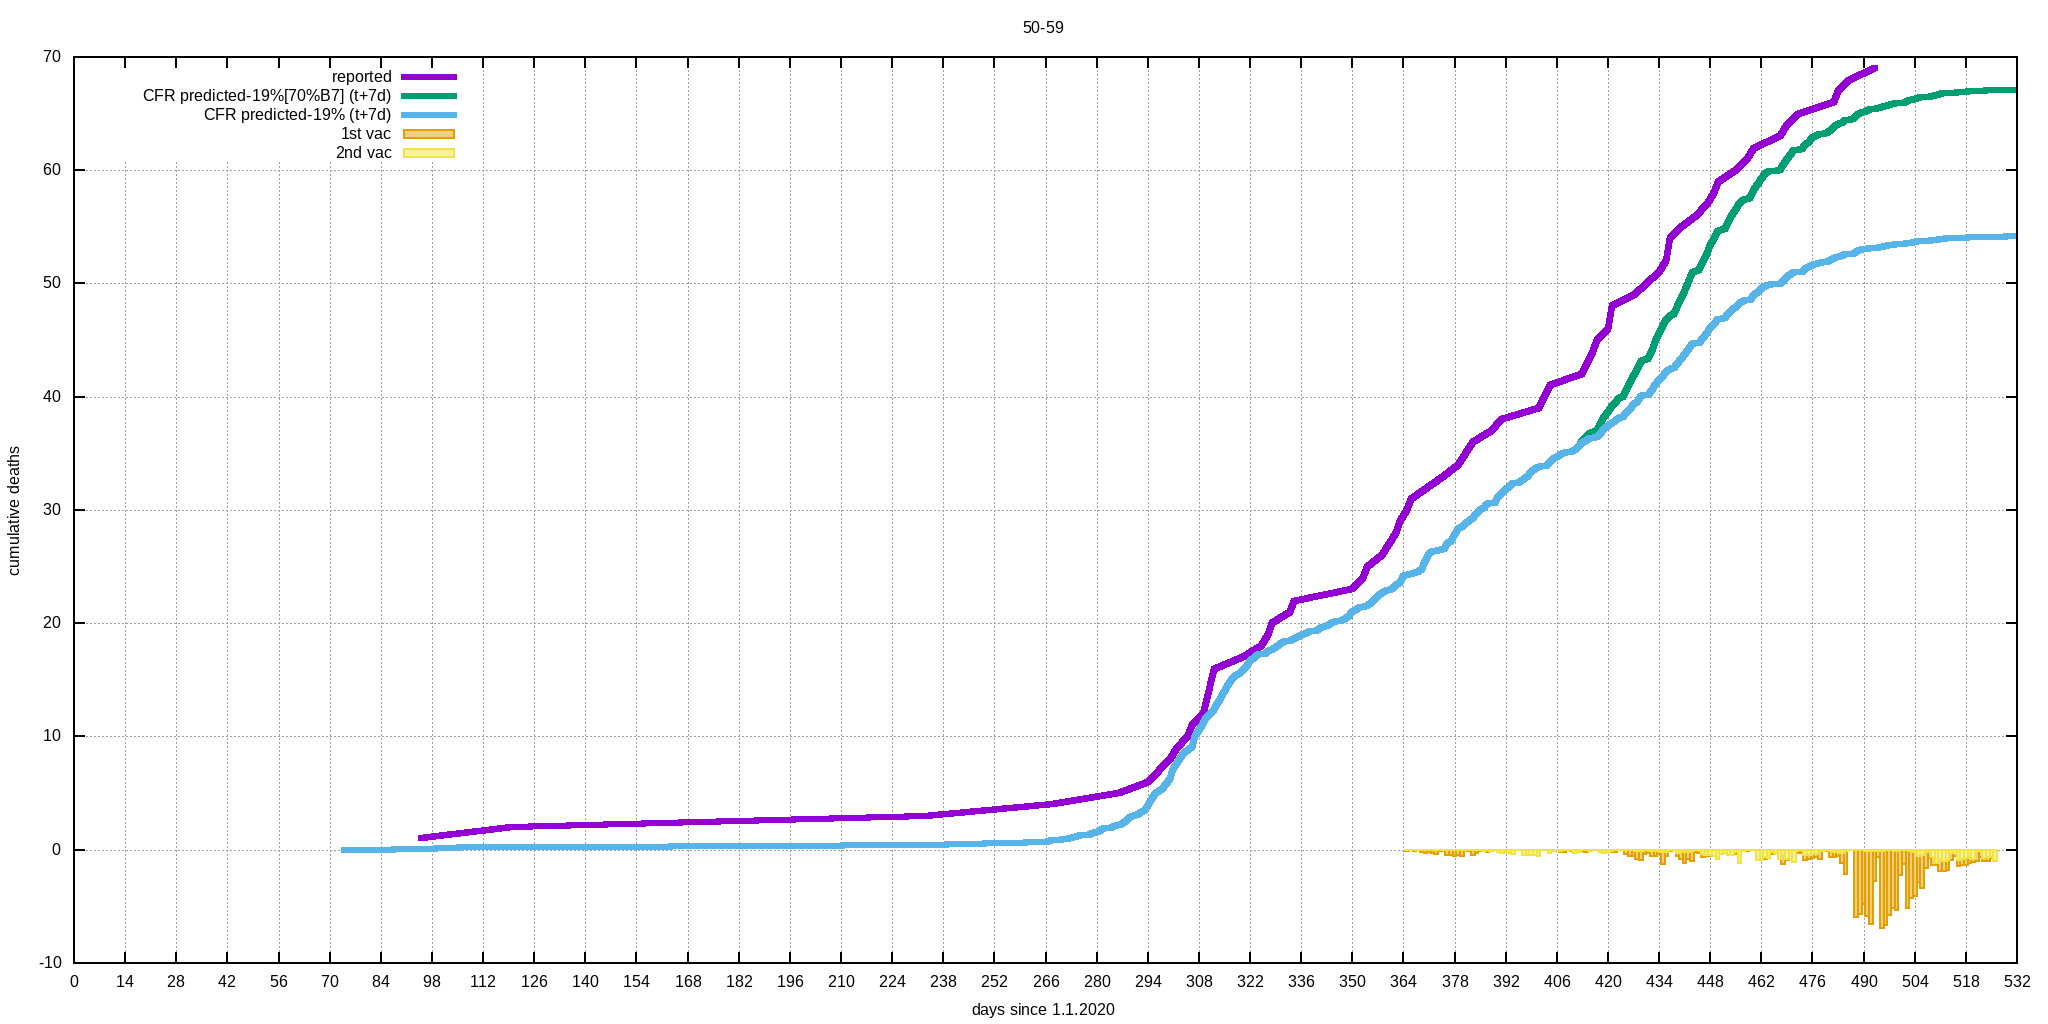 50-59
70
60
50
40
30
20
10
0
-10
cumulative deaths
reported
CFR predicted-19%[70%B7] (t+7d)
CFR predicted-19% (t+7d)
1st vac
2nd vac
0 14 28 42 56 70 84 98 112 126 140 154 168 182 196 210 224 238 252 266 280 294 308 322 336 350 364 378 392 406 420 434 448 462 476 490 504 518 532
days since 1.1.2020